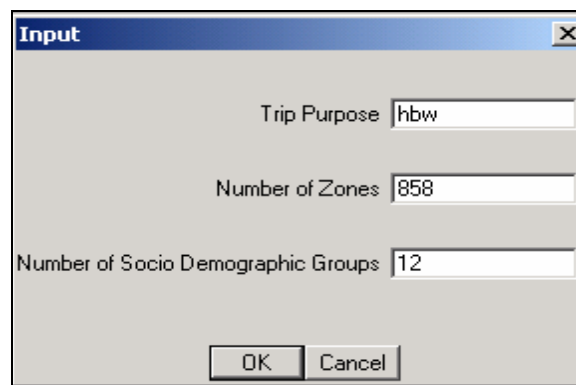 Input
Trip Purpose hbw
Number of Zones 858
Number of Socio Demographic Groups 12
OK Cancel